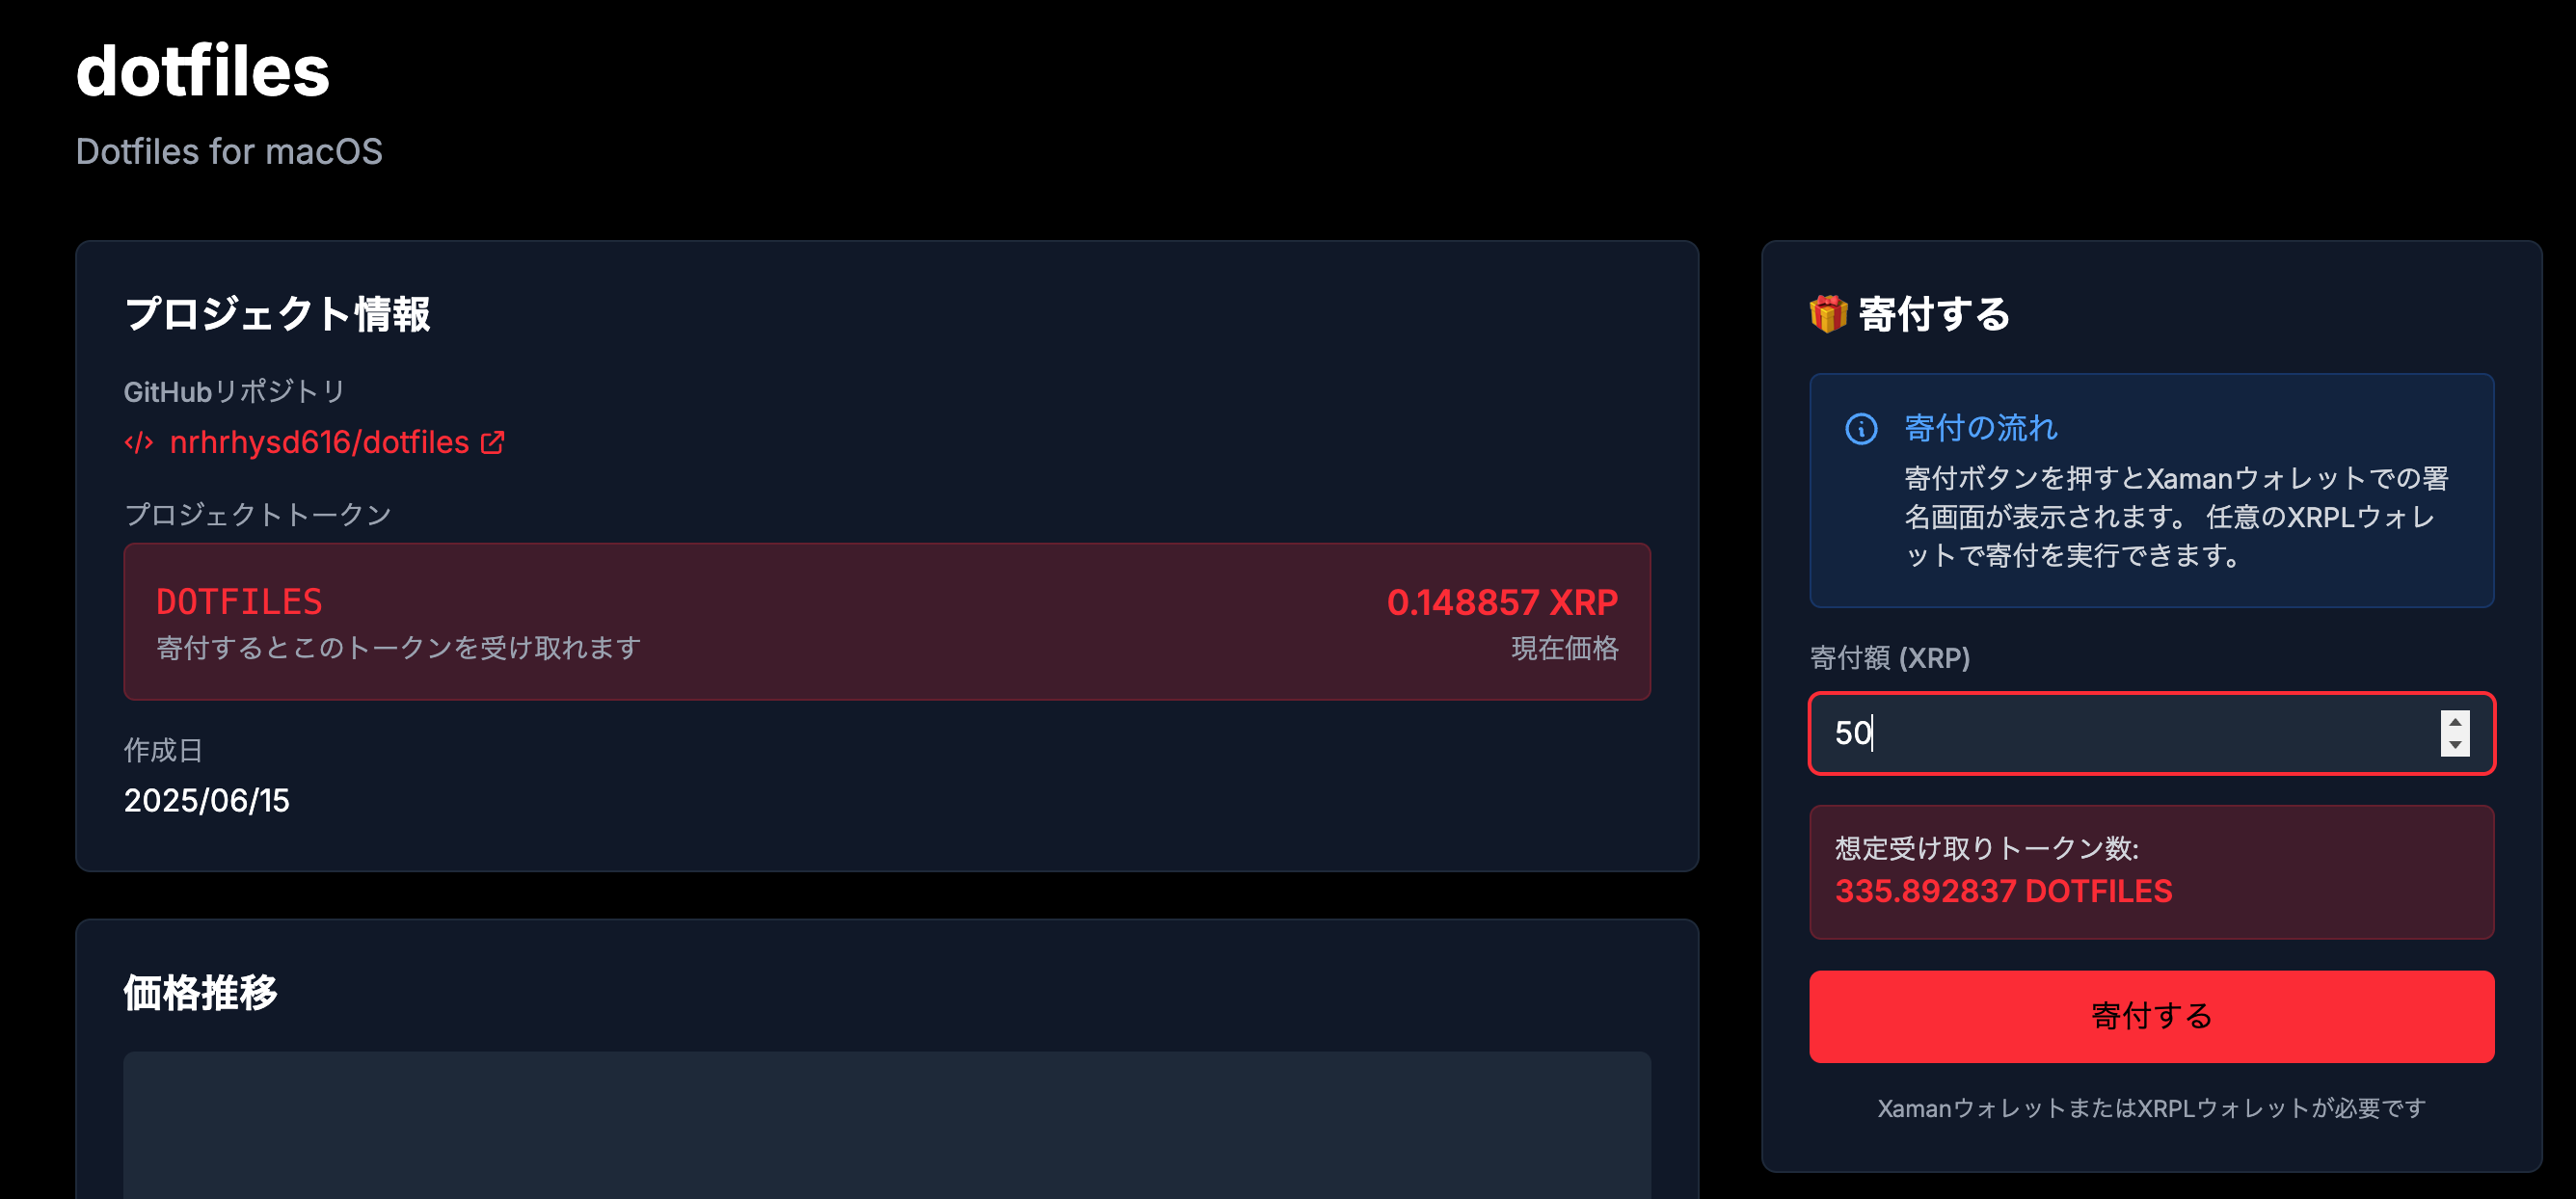 dotfiles
Dotfiles for macOS
プロジェクト情報
GitHubリポジトリ
</> nrhrhysd616/dotfiles
プロジェクトトークン
DOTFILES
0.148857 XRP
寄付するとこのトークンを受け取れます
現在価格
作成日
2025/06/15
価格推移
寄付する
寄付の流れ
寄付ボタンを押すとXamanウォレットでの署
名画面が表示されます。 任意のXRPLウォレ
ットで寄付を実行できます。
寄付額 (XRP)
50
想定受け取りトークン数:
335.892837 DOTFILES
寄付する
XamanウォレットまたはXRPLウォレットが必要です